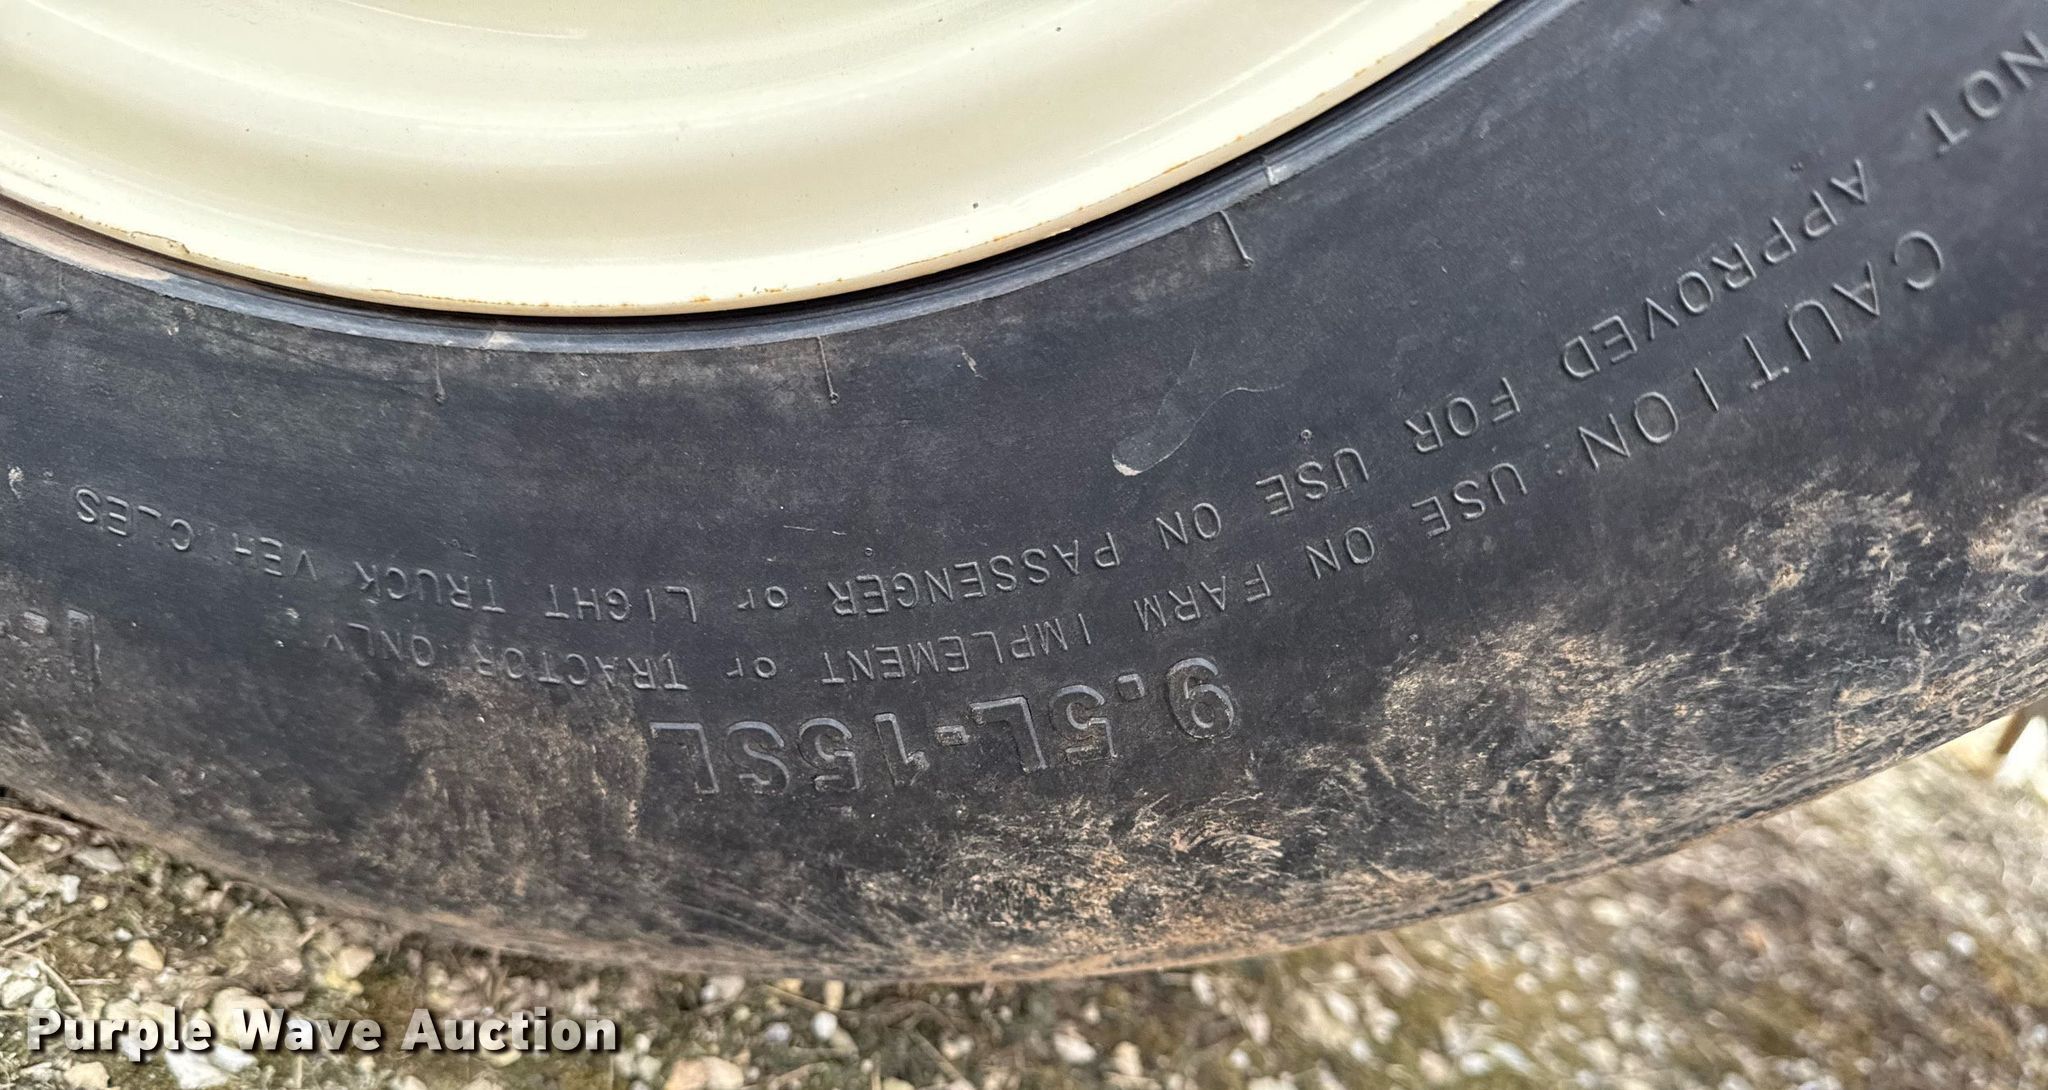 9.5L-15SL
CAUTION: USE ON FARM IMPLEMENT or TRACTOR ONLY
NOT APPROVED FOR USE ON PASSENGER or LIGHT TRUCK VEHICLES
Purple Wave Auction